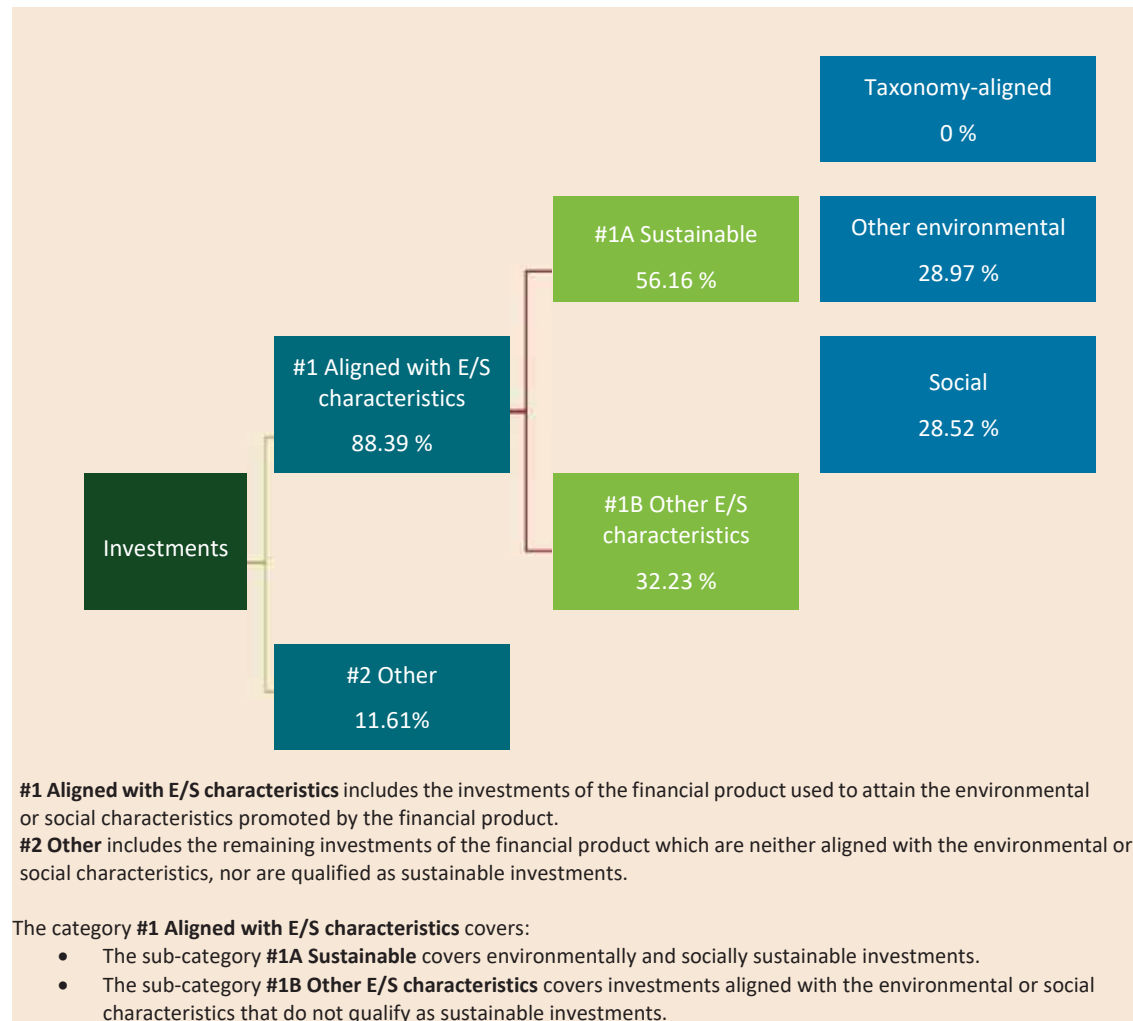 Taxonomy-aligned
0 %
#1A Sustainable
56.16 %
Other environmental
28.97 %
#1 Aligned with E/S
characteristics
88.39 %
Social
28.52 %
Investments
#1B Other E/S
characteristics
32.23 %
#2 Other
11.61%
#1 Aligned with E/S characteristics includes the investments of the financial product used to attain the environmental
or social characteristics promoted by the financial product.
#2 Other includes the remaining investments of the financial product which are neither aligned with the environmental or
social characteristics, nor are qualified as sustainable investments.
The category #1 Aligned with E/S characteristics covers:
• The sub-category #1A Sustainable covers environmentally and socially sustainable investments.
• The sub-category #1B Other E/S characteristics covers investments aligned with the environmental or social
characteristics that do not qualify as sustainable investments.